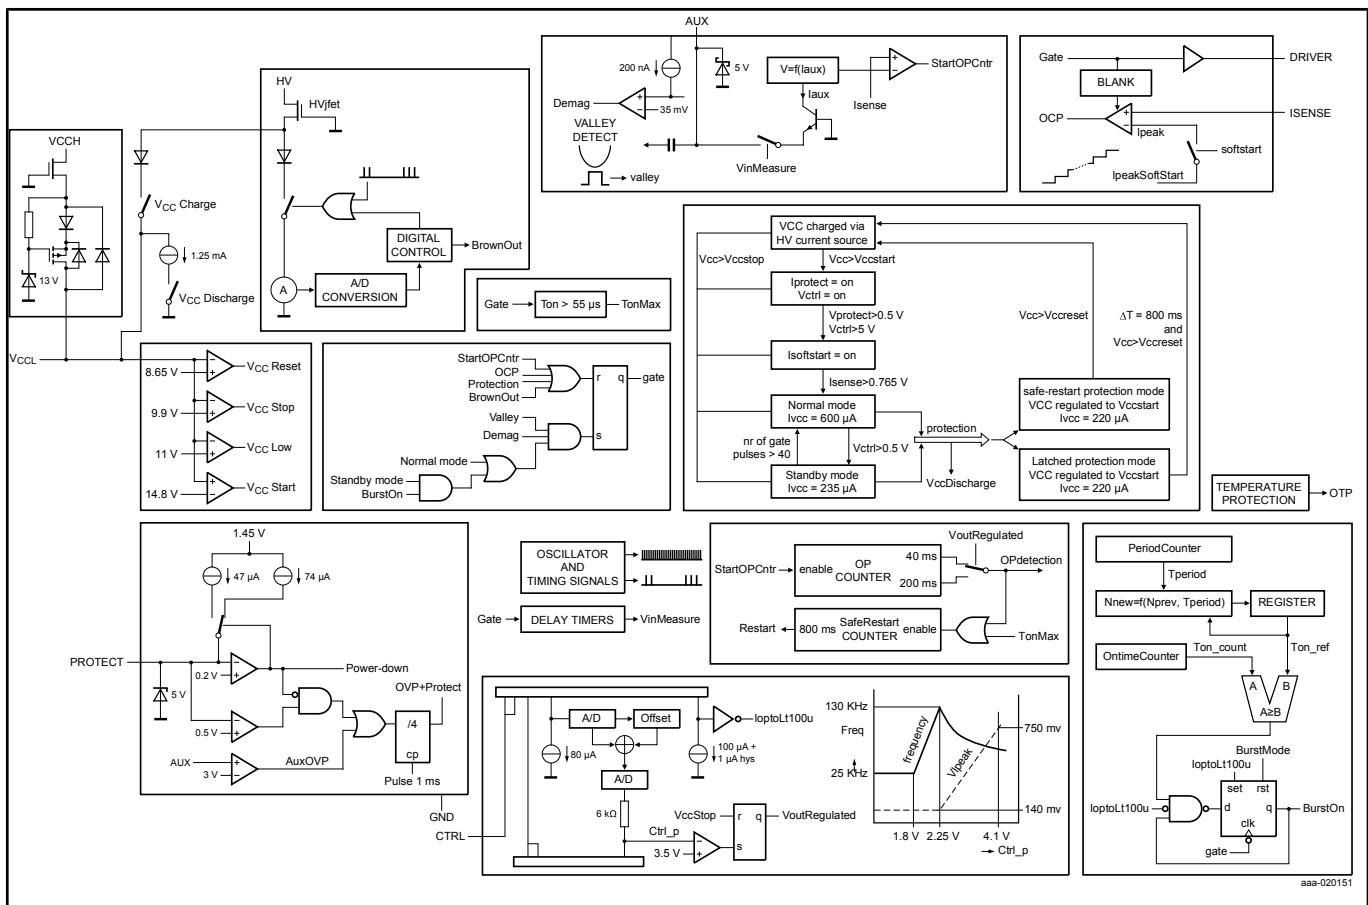 AUX
200 nA
5 V
V=f(Iaux)
StartOPCntr
Iaux
Isense
Demag
35 mV
VALLEY
DETECT
valley
VinMeasure
Gate
DRIVER
BLANK
OCP
ISENSE
Ipeak
softstart
IpeakSoftStart
HV
HVjfet
DIGITAL
CONTROL
BrownOut
A
A/D
CONVERSION
VCCH
13 V
VCC Charge
1.25 mA
VCC Discharge
VCCL
Gate
Ton > 55 µs
TonMax
VCC charged via
HV current source
Vcc>Vccstop
Vcc>Vccstart
Iprotect = on
Vctrl = on
Vprotect>0.5 V
Vctrl>5 V
Isoftstart = on
Isense>0.765 V
Normal mode
Ivcc = 600 µA
nr of gate
pulses > 40
Vctrl>0.5 V
Standby mode
Ivcc = 235 µA
protection
VccDischarge
Vcc>Vccreset
ΔT = 800 ms
and
Vcc>Vccreset
safe-restart protection mode
VCC regulated to Vccstart
Ivcc = 220 µA
Latched protection mode
VCC regulated to Vccstart
Ivcc = 220 µA
8.65 V
VCC Reset
9.9 V
VCC Stop
11 V
VCC Low
14.8 V
VCC Start
StartOPCntr
OCP
Protection
BrownOut
r
q
gate
Valley
Demag
s
Normal mode
Standby mode
BurstOn
TEMPERATURE
PROTECTION
OTP
1.45 V
47 µA
74 µA
PROTECT
5 V
0.2 V
Power-down
OVP+Protect
0.5 V
/4
cp
AUX
3 V
AuxOVP
Pulse 1 ms
GND
OSCILLATOR
AND
TIMING SIGNALS
Gate
DELAY TIMERS
VinMeasure
VoutRegulated
StartOPCntr
enable
OP
COUNTER
40 ms
200 ms
OPdetection
Restart
800 ms
SafeRestart
COUNTER
enable
TonMax
CTRL
A/D
Offset
IoptoLt100u
80 µA
100 µA +
1 µA hys
A/D
6 kΩ
Ctrl_p
3.5 V
VccStop
r
q
s
VoutRegulated
130 KHz
Freq
25 KHz
frequency
VIpeak
750 mv
140 mv
1.8 V
2.25 V
4.1 V
Ctrl_p
PeriodCounter
Tperiod
Nnew=f(Nprev, Tperiod)
REGISTER
Ton_count
Ton_ref
OntimeCounter
A
B
A≥B
BurstMode
IoptoLt100u
set
rst
IoptoLt100u
d
q
BurstOn
clk
gate
aaa-020151